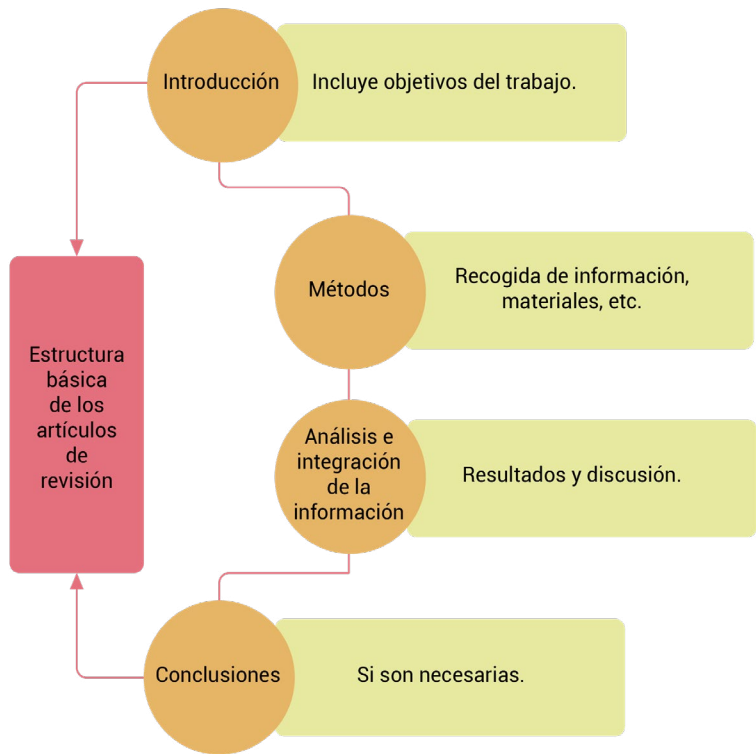 Introducción
Incluye objetivos del trabajo.
Métodos
Recogida de información,
materiales, etc.
Estructura
básica
de los
artículos
de
revisión
Análisis e
integración
de la
información
Resultados y discusión.
Conclusiones
Si son necesarias.